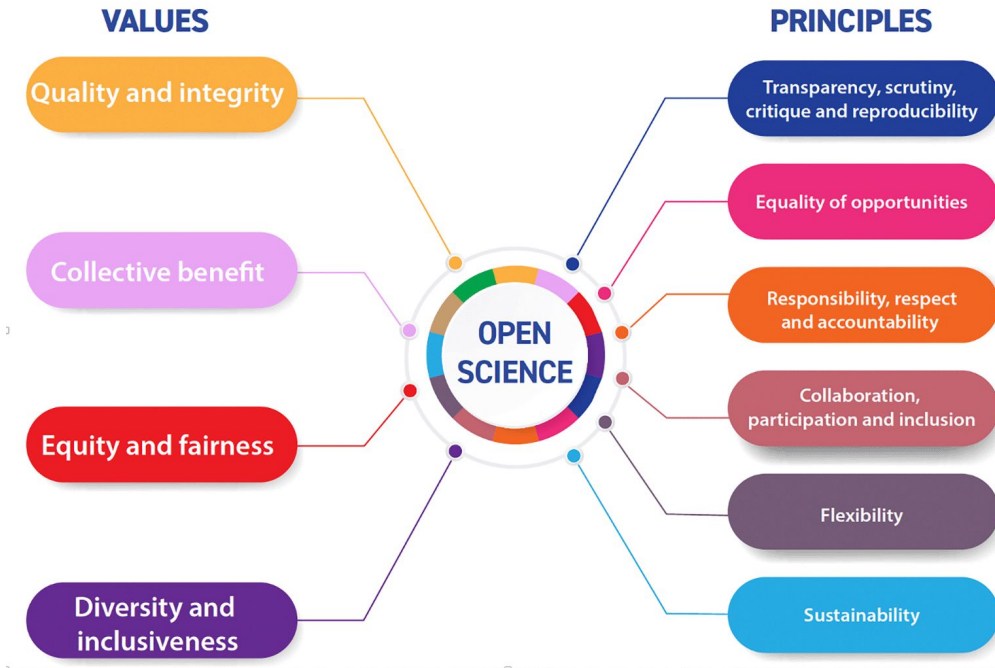 VALUES
Quality and integrity
Collective benefit
Equity and fairness
Diversity and
inclusiveness
OPEN
SCIENCE
PRINCIPLES
Transparency, scrutiny,
critique and reproducibility
Equality of opportunities
Responsibility, respect
and accountability
Collaboration,
participation and inclusion
Flexibility
Sustainability